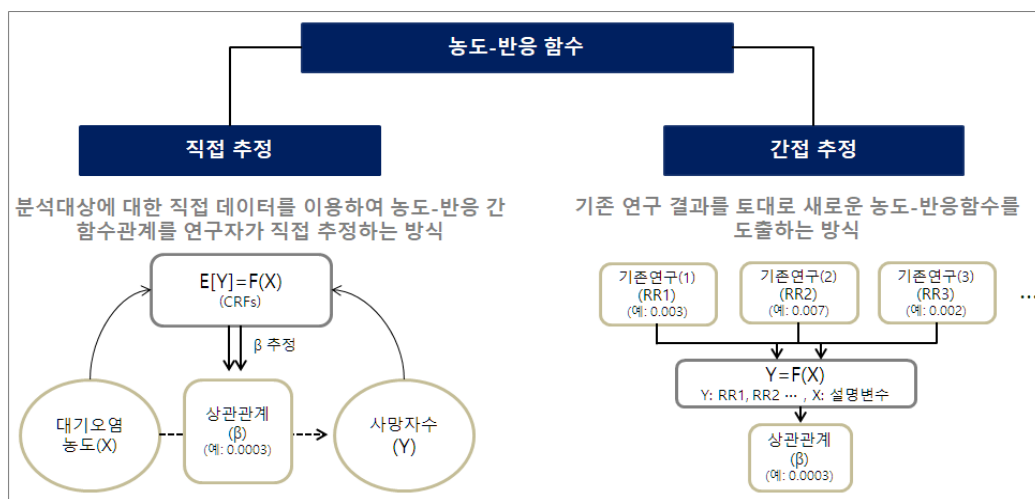 농도-반응 함수
직접 추정
분석대상에 대한 직접 데이터를 이용하여 농도-반응 간
함수관계를 연구자가 직접 추정하는 방식
E[Y]=F(X)
(CRFs)
β 추정
대기오염
농도(X)
상관관계
(β)
(예: 0.0003)
사망자수
(Y)
간접 추정
기존 연구 결과를 토대로 새로운 농도-반응함수를
도출하는 방식
기존연구(1)
(RR1)
(예: 0.003)
기존연구(2)
(RR2)
(예: 0.007)
기존연구(3)
(RR3)
(예: 0.002)
...
Y=F(X)
Y: RR1, RR2 ⋯ , X: 설명변수
상관관계
(β)
(예: 0.0003)